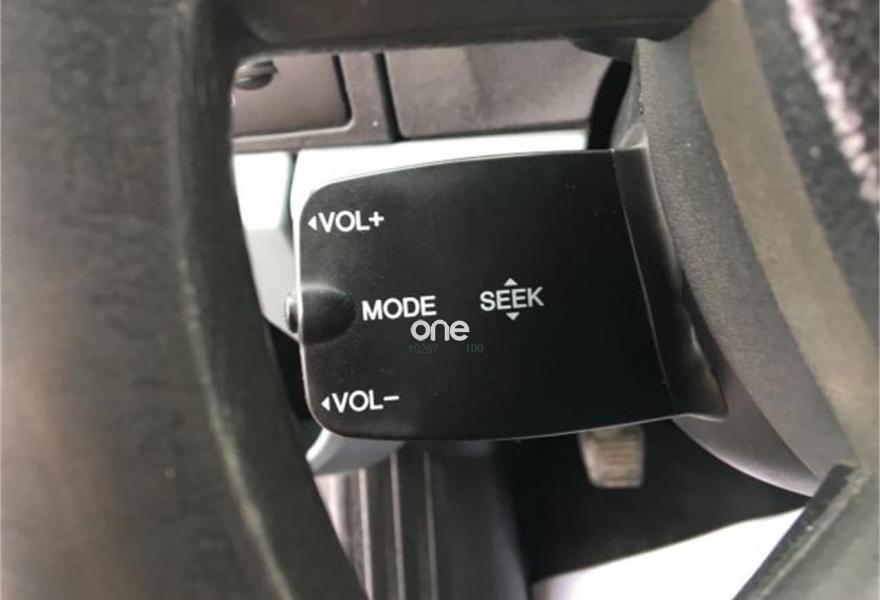 ◂VOL+
MODE
SEEK
one
10257 100
◂VOL−